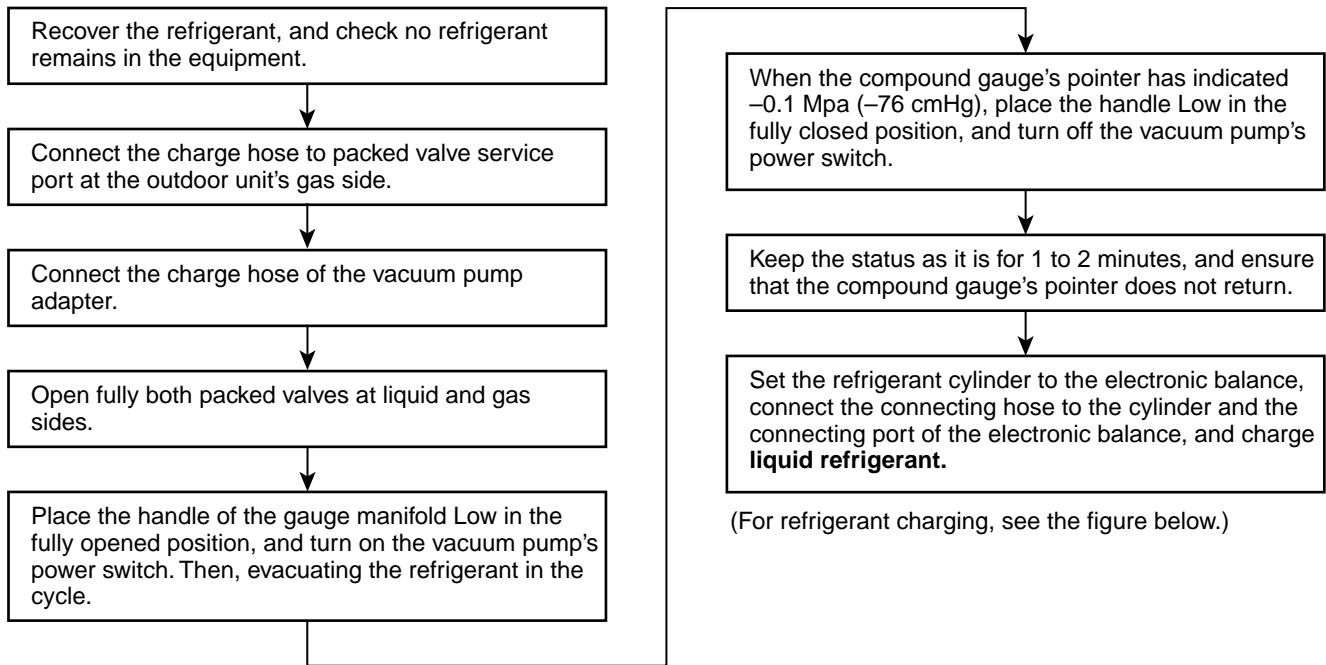 Recover the refrigerant, and check no refrigerant
remains in the equipment.
Connect the charge hose to packed valve service
port at the outdoor unit's gas side.
Connect the charge hose of the vacuum pump
adapter.
Open fully both packed valves at liquid and gas
sides.
Place the handle of the gauge manifold Low in the
fully opened position, and turn on the vacuum pump's
power switch. Then, evacuating the refrigerant in the
cycle.
When the compound gauge's pointer has indicated
–0.1 Mpa (–76 cmHg), place the handle Low in the
fully closed position, and turn off the vacuum pump's
power switch.
Keep the status as it is for 1 to 2 minutes, and ensure
that the compound gauge's pointer does not return.
Set the refrigerant cylinder to the electronic balance,
connect the connecting hose to the cylinder and the
connecting port of the electronic balance, and charge
liquid refrigerant.
(For refrigerant charging, see the figure below.)